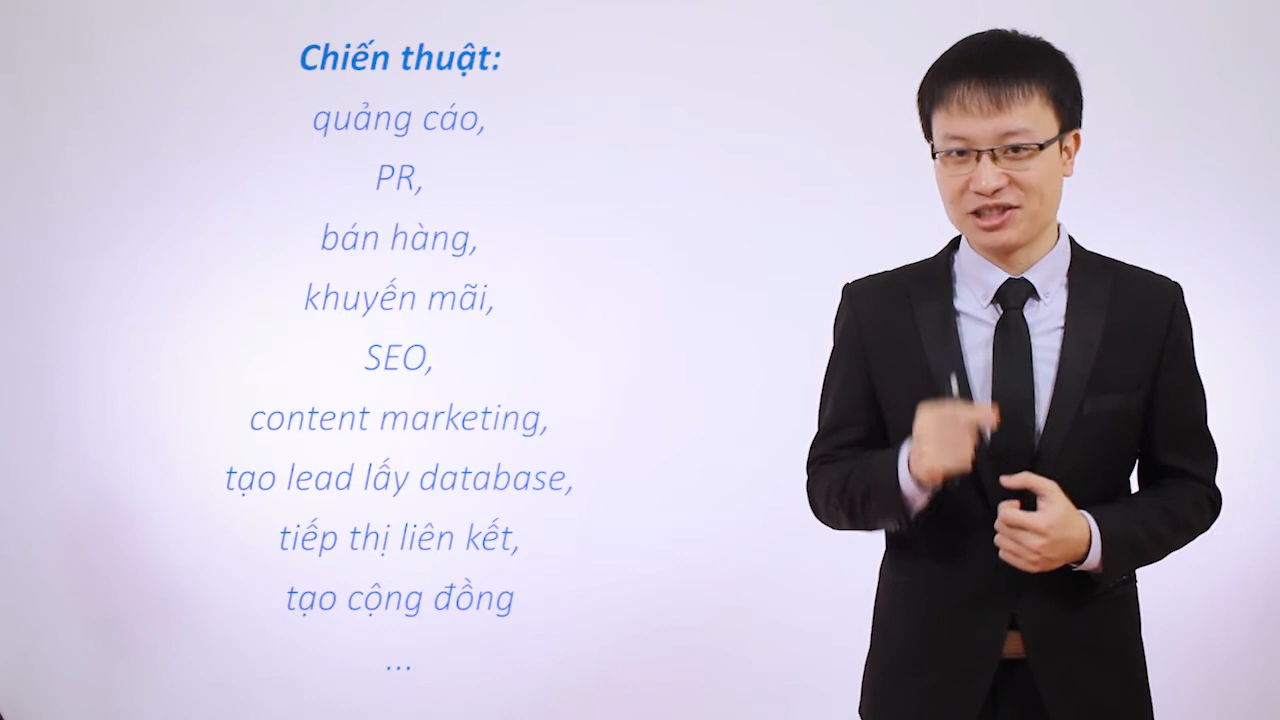 Chiến thuật:
quảng cáo,
PR,
bán hàng,
khuyến mãi,
SEO,
content marketing,
tạo lead lấy database,
tiếp thị liên kết,
tạo cộng đồng
...